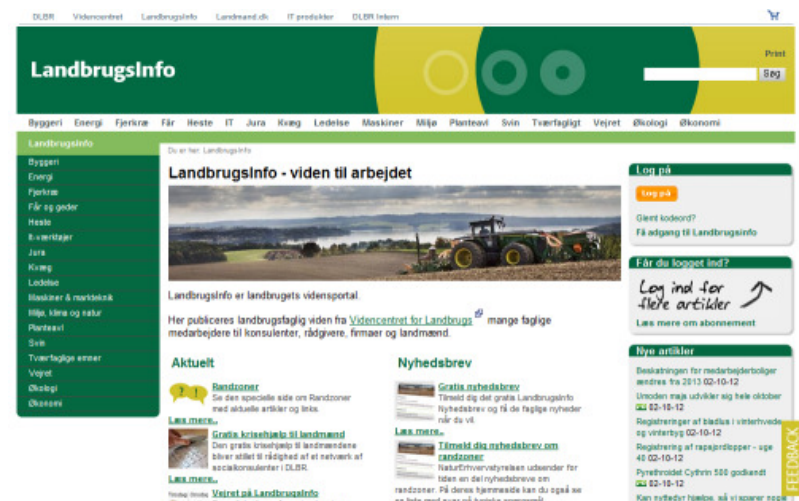 DLBR Videncentret LandbrugsInfo Landmand.dk IT produkter DLBR Intern
LandbrugsInfo
Print
Søg
Byggeri Energi Fjerkræ Får Heste IT Jura Kvæg Ledelse Maskiner Miljø Planteavl Svin Tværfagligt Vejret Økologi Økonomi
LandbrugsInfo
Byggeri
Energi
Fjerkræ
Får og geder
Heste
It-værktøjer
Jura
Kvæg
Ledelse
Maskiner & markteknik
Miljø, klima og natur
Planteavl
Svin
Tværfaglige emner
Vejret
Økologi
Økonomi
Du er her: LandbrugsInfo
LandbrugsInfo - viden til arbejdet
LandbrugsInfo er landbrugets vidensportal.
Her publiceres landbrugsfaglig viden fra Videncentret for Landbrugs mange faglige
medarbejdere til konsulenter, rådgivere, firmaer og landmænd.
Aktuelt
? !
Randzoner
Se den specielle side om Randzoner
med aktuelle artikler og links.
Læs mere..
Gratis krisehjælp til landmænd
Den gratis krisehjælp til landmændene
bliver stillet til rådighed af et netværk af
socialkonsulenter i DLBR.
Læs mere..
Vejret på LandbrugsInfo
Nyhedsbrev
Gratis nyhedsbrev
Tilmeld dig det gratis LandbrugsInfo
Nyhedsbrev og få de faglige nyheder
når du vil.
Læs mere..
Tilmeld dig nyhedsbrev om
randzoner
NaturErhvervstyrelsen udsender for
tiden en del nyhedsbreve om
randzoner. På deres hjemmeside kan du også se
Log på
Log på
Glemt kodeord?
Få adgang til LandbrugsInfo
Får du logget ind?
Log ind for
flere artikler
Læs mere om abonnement
Nye artikler
Beskatningen for medarbejderboliger
ændres fra 2013 02-10-12
Umoden majs udvikler sig hele oktober
02-10-12
Registreringer af bladlus i vinterhvede
og vinterbyg 02-10-12
Registrering af rapsjordlopper - uge
40 02-10-12
Pyrethroidet Cythrin 500 godkendt
02-10-12
Kan nytteda hjælpe, så vi sparer nogle
FEEDBACK